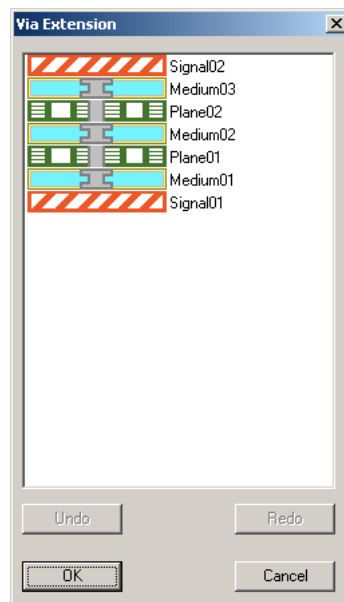 Via Extension
Signal02
Medium03
Plane02
Medium02
Plane01
Medium01
Signal01
Undo Redo
OK Cancel